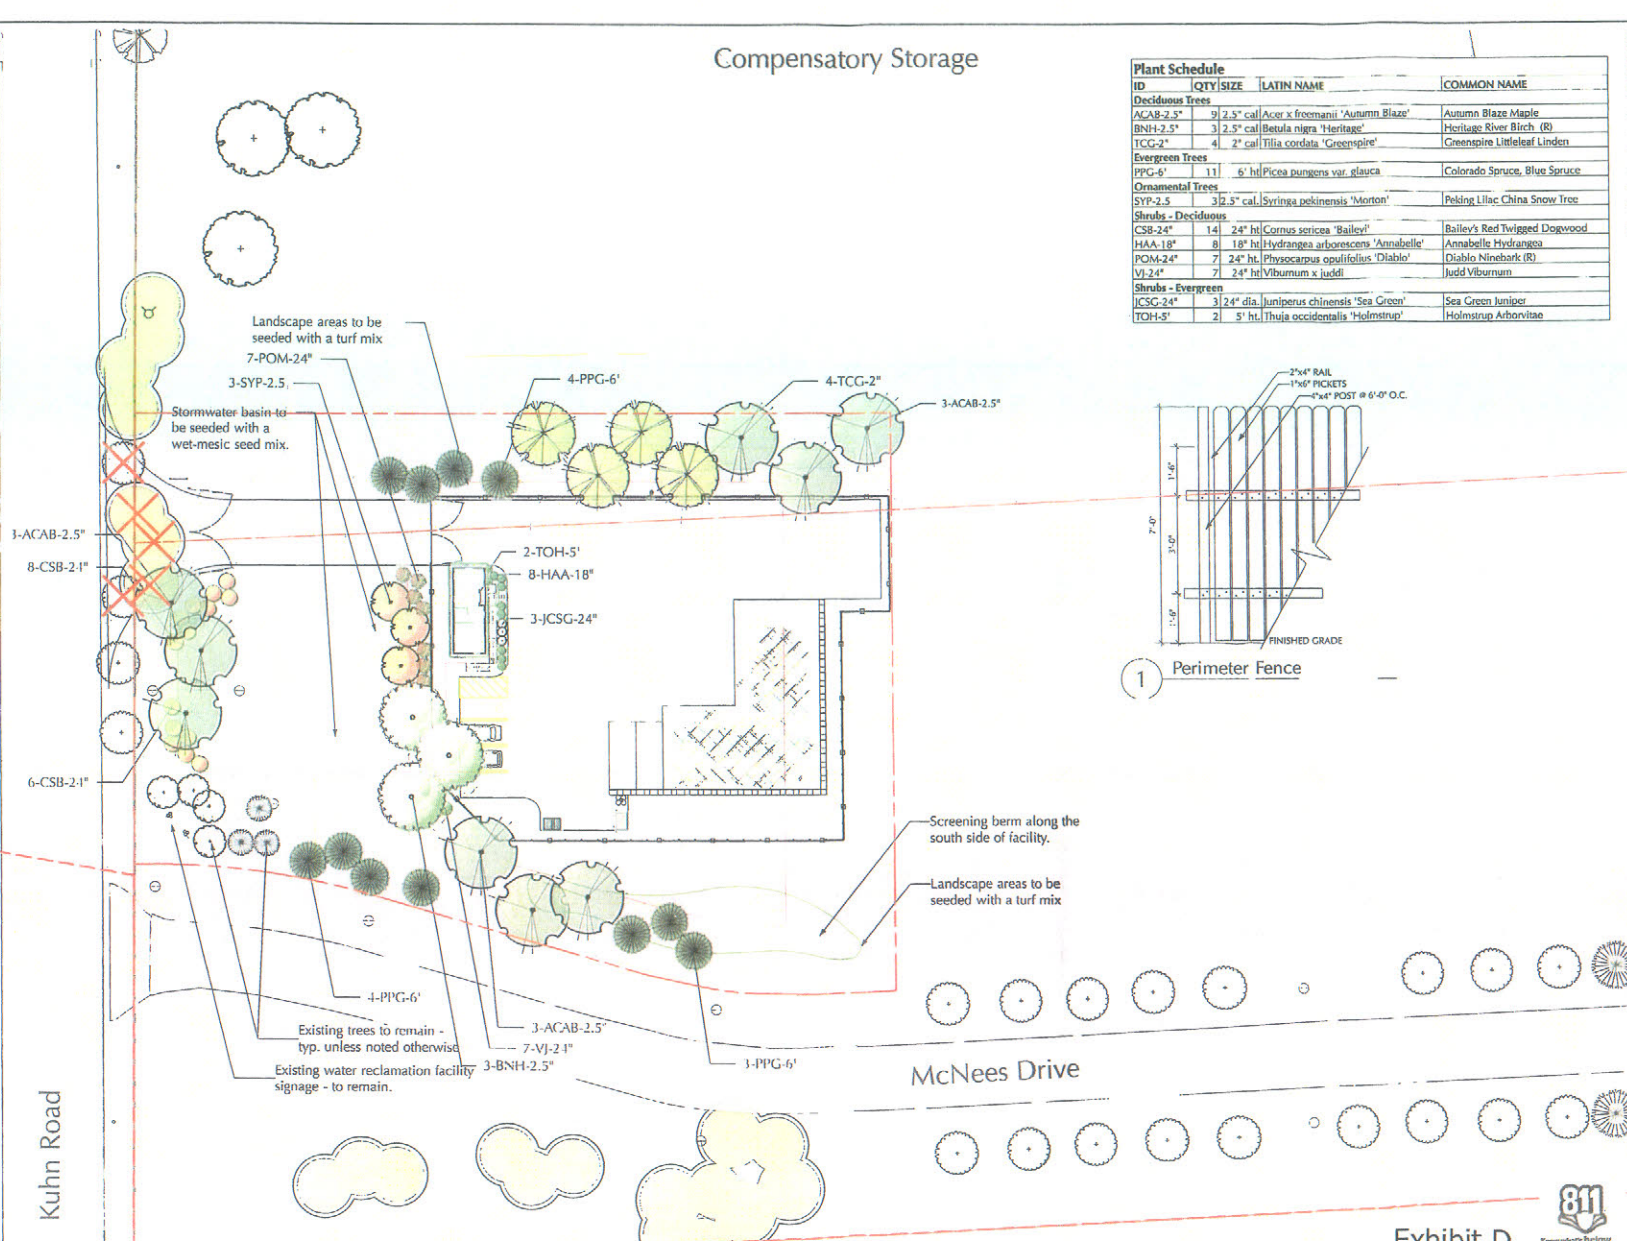 Compensatory Storage
Plant Schedule
ID QTY SIZE LATIN NAME COMMON NAME
Deciduous Trees
ACAB-2.5" 9 2.5" cal Acer x freemanii 'Autumn Blaze' Autumn Blaze Maple
BNH-2.5" 3 2.5" cal Betula nigra 'Heritage' Heritage River Birch (R)
TCG-2" 4 2" cal Tilia cordata 'Greenspire' Greenspire Littleleaf Linden
Evergreen Trees
PPG-6' 11 6' ht Picea pungens var. glauca Colorado Spruce, Blue Spruce
Ornamental Trees
SYP-2.5 3 2.5" cal. Syringa pekinensis 'Morton' Peking Lilac China Snow Tree
Shrubs - Deciduous
CSB-24" 14 24" ht Cornus sericea 'Baileyi' Bailey's Red Twigged Dogwood
HAA-18" 8 18" ht Hydrangea arborescens 'Annabelle' Annabelle Hydrangea
POM-24" 7 24" ht. Physocarpus opulifolius 'Diablo' Diablo Ninebark (R)
VJ-24" 7 24" ht Viburnum x juddi Judd Viburnum
Shrubs - Evergreen
JCSG-24" 3 24" dia. Juniperus chinensis 'Sea Green' Sea Green Juniper
TOH-5' 2 5' ht. Thuja occidentalis 'Holmstrup' Holmstrup Arborvitae
Landscape areas to be
seeded with a turf mix
7-POM-24"
3-SYP-2.5
Stormwater basin to
be seeded with a
wet-mesic seed mix.
4-PPG-6'
4-TCG-2"
3-ACAB-2.5"
2"x4" RAIL
1"x6" PICKETS
4"x4" POST @ 6'-0" O.C.
1'-6"
7'-0"
3'-0"
1'-6"
FINISHED GRADE
1 Perimeter Fence
3-ACAB-2.5"
8-CSB-24"
2-TOH-5'
8-HAA-18"
3-JCSG-24"
6-CSB-24"
Screening berm along the
south side of facility.
Landscape areas to be
seeded with a turf mix
4-PPG-6'
Existing trees to remain -
typ. unless noted otherwise
Existing water reclamation facility
signage - to remain.
3-ACAB-2.5"
7-VJ-24"
3-BNH-2.5"
3-PPG-6'
McNees Drive
Kuhn Road
811
Exhibit D